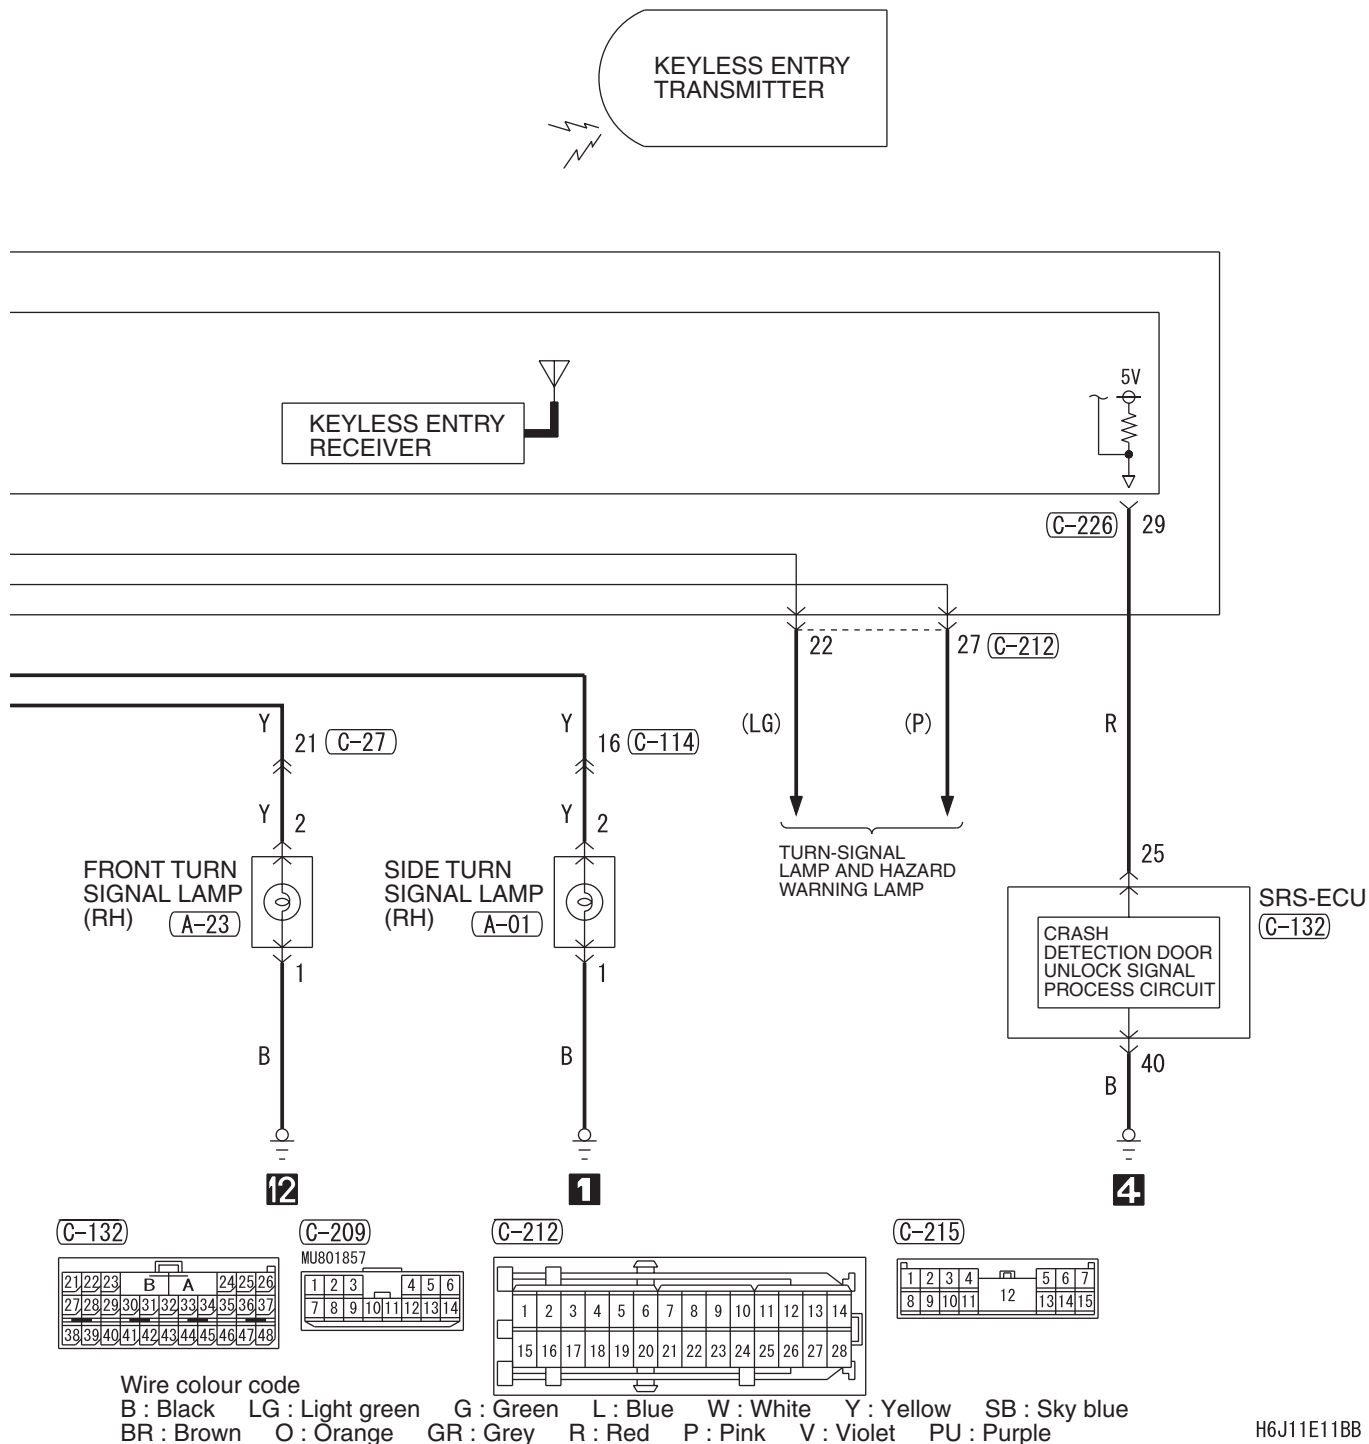 KEYLESS ENTRY
TRANSMITTER
5V
KEYLESS ENTRY
RECEIVER
C-226 29
22 27 C-212
Y Y (LG) (P) R
21 C-27 16 C-114
Y 2 Y 2
25
FRONT TURN
SIGNAL LAMP
(RH) A-23
SIDE TURN
SIGNAL LAMP
(RH) A-01
TURN-SIGNAL
LAMP AND HAZARD
WARNING LAMP
SRS-ECU
C-132
CRASH
DETECTION DOOR
UNLOCK SIGNAL
PROCESS CIRCUIT
1 1
B B
40
B
12 1 4
C-132 C-209 C-212 C-215
MU801857
21 22 23 B A 24 25 26
27 28 29 30 31 32 33 34 35 36 37
38 39 40 41 42 43 44 45 46 47 48
1 2 3 4 5 6
7 8 9 10 11 12 13 14
1 2 3 4 5 6 7 8 9 10 11 12 13 14
15 16 17 18 19 20 21 22 23 24 25 26 27 28
1 2 3 4 5 6 7
8 9 10 11 12 13 14 15
Wire colour code
B : Black LG : Light green G : Green L : Blue W : White Y : Yellow SB : Sky blue
BR : Brown O : Orange GR : Grey R : Red P : Pink V : Violet PU : Purple
H6J11E11BB